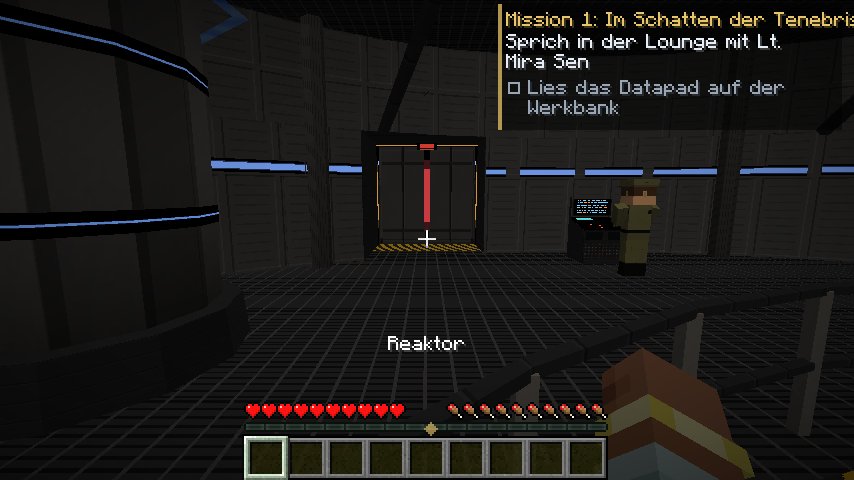 Mission 1: Im Schatten der Tenebris
Sprich in der Lounge mit Lt.
Mira Sen
Lies das Datapad auf der
Werkbank
Reaktor